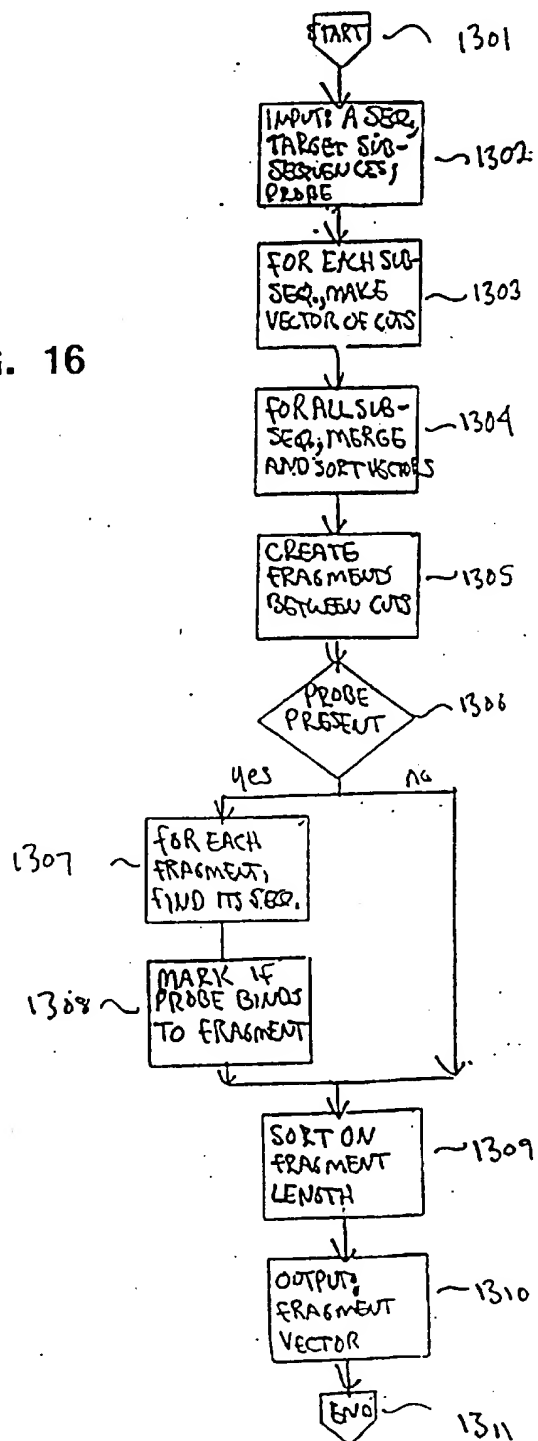 START
1301
INPUT: A SEQ,
TARGET SUB-
SEQUENCES,
PROBE
1302
FOR EACH SUB-
SEQ., MAKE
VECTOR OF CUTS
1303
. 16
FOR ALL SUB-
SEQ., MERGE
AND SORT VECTORS
1304
CREATE
FRAGMENTS
BETWEEN CUTS
1305
PROBE
PRESENT
1306
yes
no
1307
FOR EACH
FRAGMENT,
FIND ITS SEQ.
1308
MARK IF
PROBE BINDS
TO FRAGMENT
SORT ON
FRAGMENT
LENGTH
1309
OUTPUT:
FRAGMENT
VECTOR
1310
END
1311